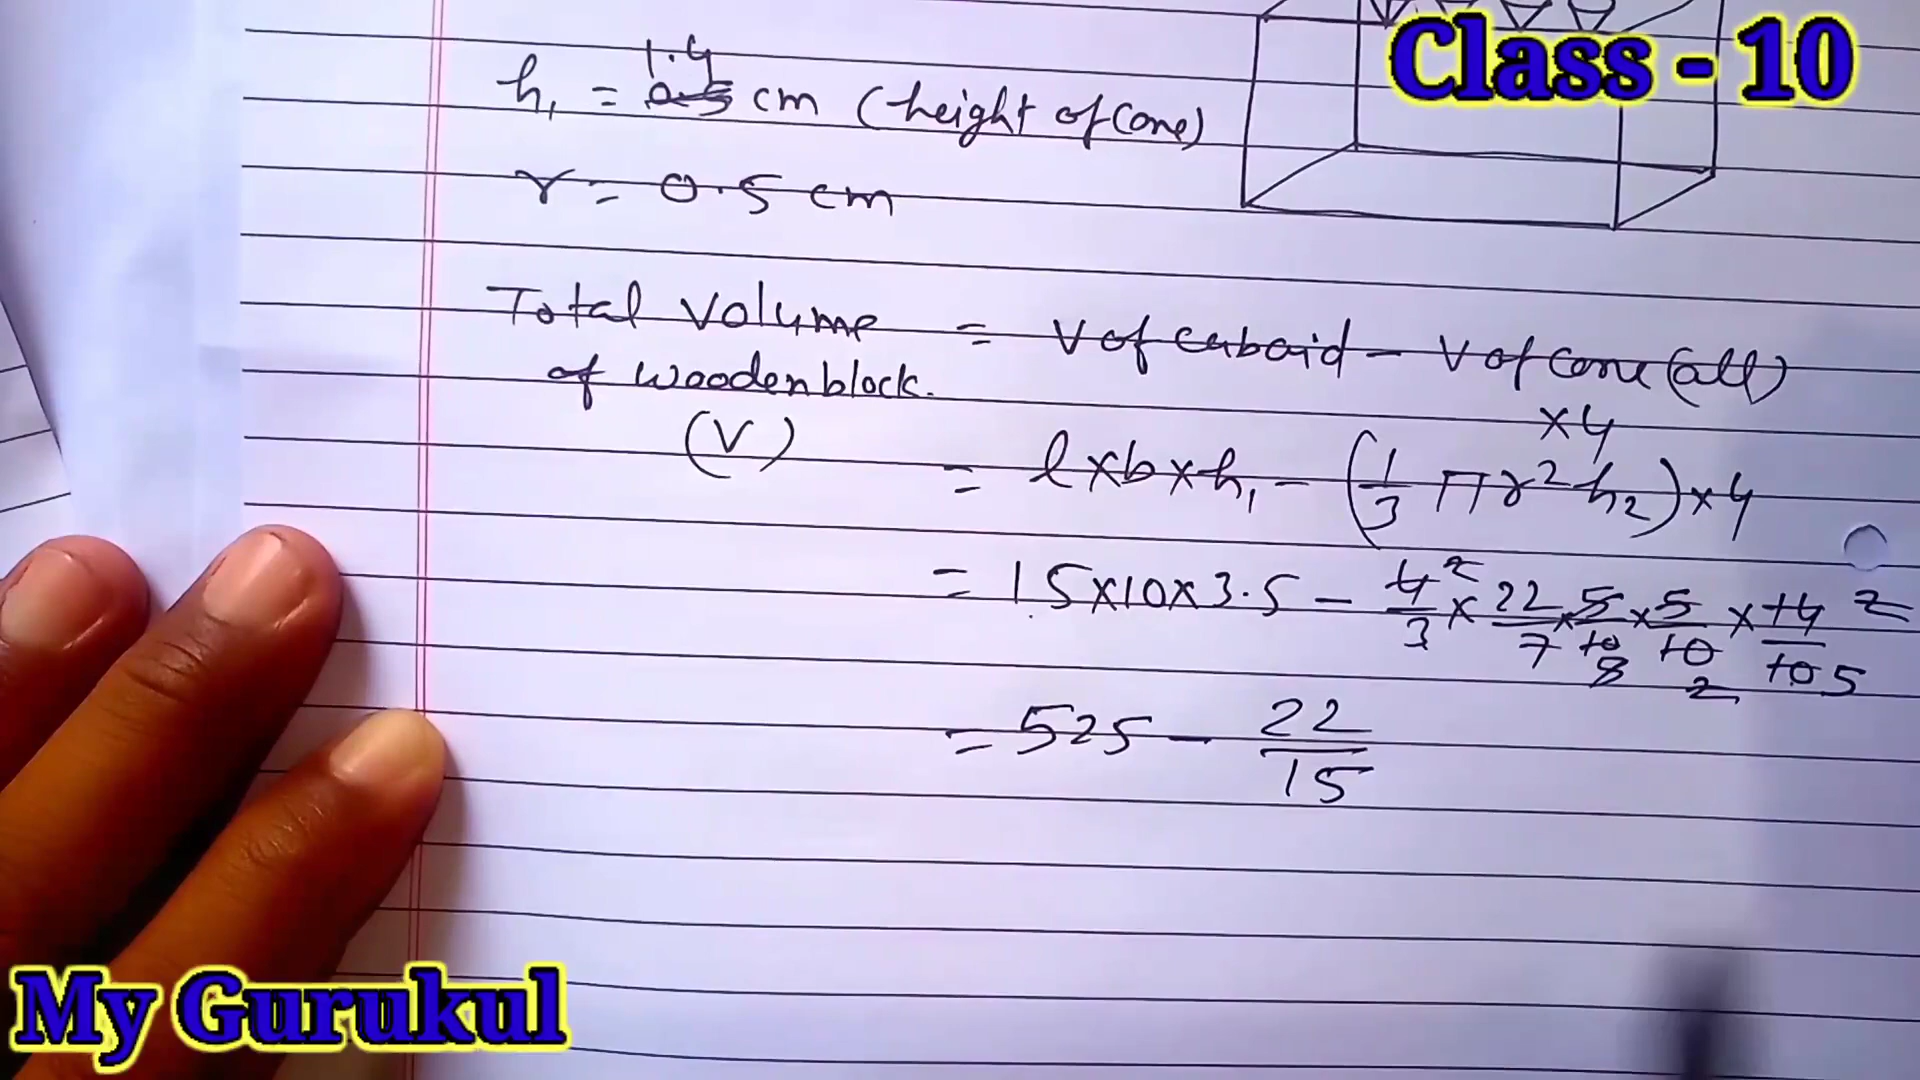 Class - 10
1.4
h₁ = 0.5 cm (height of cone)
r = 0.5 cm
Total volume = V of cuboid - V of cone (all)
of wooden block. × 4
(V) = l×b×h₁ - (1/3 πr²h₂)×4
= 15×10×3.5 - 4/3 × 22/7 × 5/10 × 5/10 × 14/10
= 525 - 22/15
My Gurukul